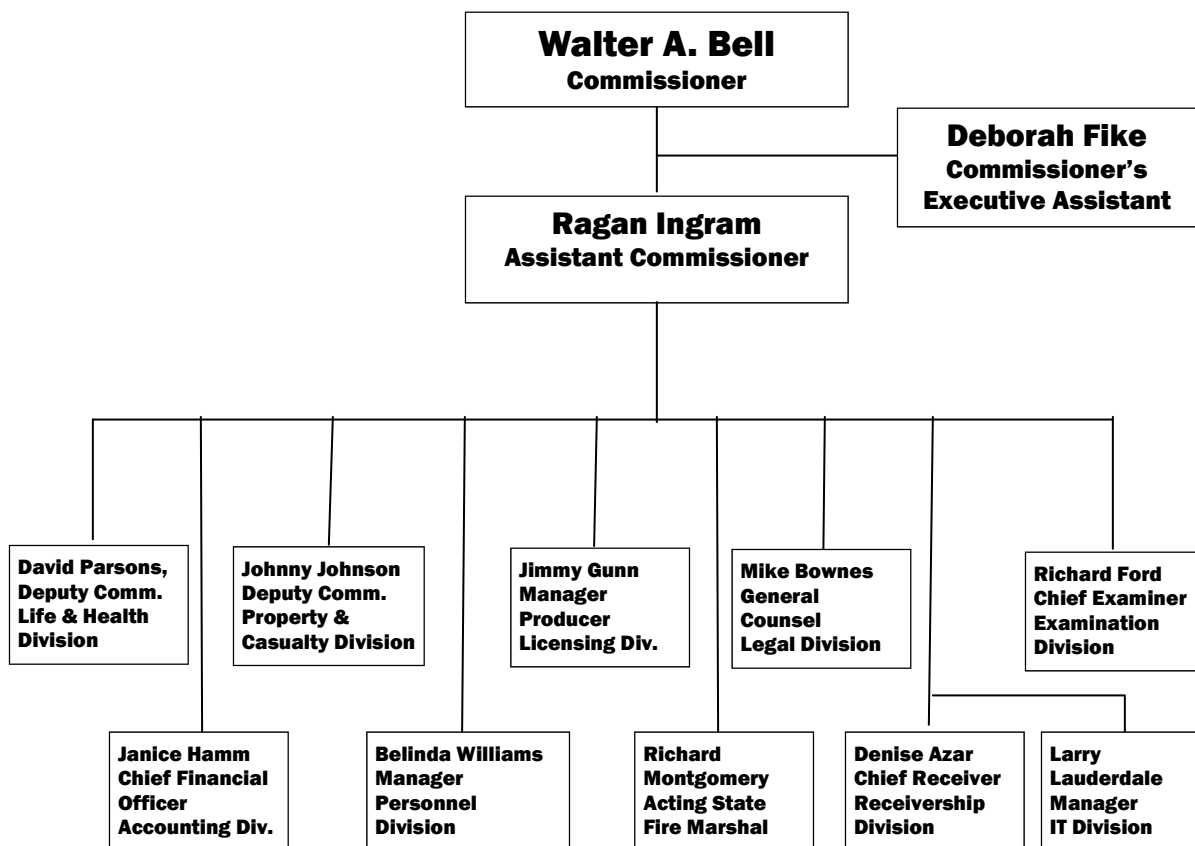 Walter A. Bell
Commissioner
Deborah Fike
Commissioner's
Executive Assistant
Ragan Ingram
Assistant Commissioner
David Parsons,
Deputy Comm.
Life & Health
Division
Johnny Johnson
Deputy Comm.
Property &
Casualty Division
Jimmy Gunn
Manager
Producer
Licensing Div.
Mike Bownes
General
Counsel
Legal Division
Richard Ford
Chief Examiner
Examination
Division
Janice Hamm
Chief Financial
Officer
Accounting Div.
Belinda Williams
Manager
Personnel
Division
Richard
Montgomery
Acting State
Fire Marshal
Denise Azar
Chief Receiver
Receivership
Division
Larry
Lauderdale
Manager
IT Division